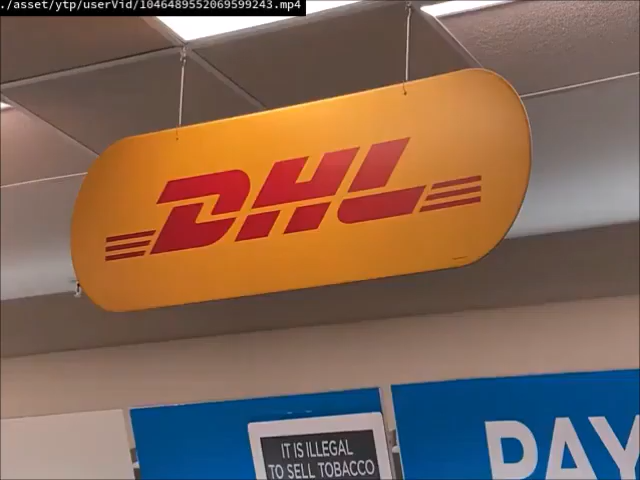 ./asset/ytp/userVid/1046489552069599243.mp4
DHL
IT IS ILLEGAL
TO SELL TOBACCO
PAY